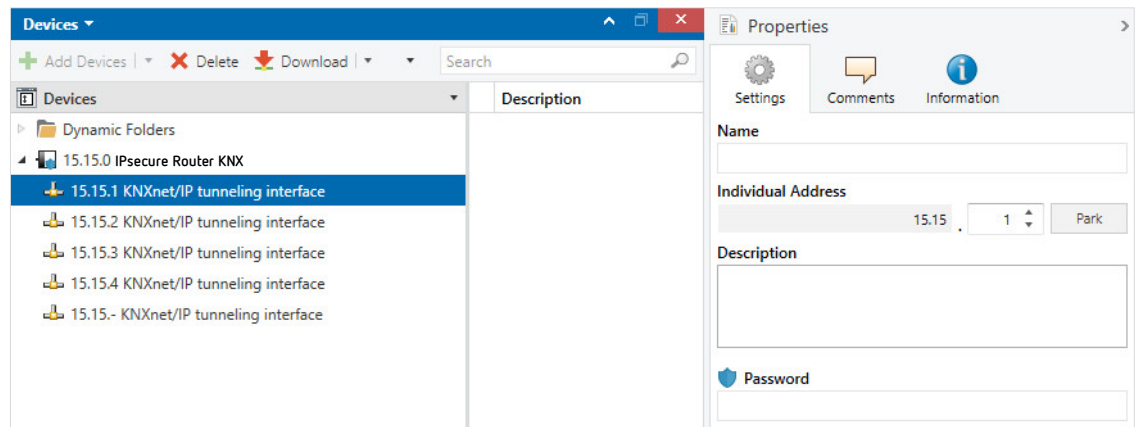 Devices
Add Devices Delete Download Search
Devices Description
Dynamic Folders
15.15.0 IPsecure Router KNX
15.15.1 KNXnet/IP tunneling interface
15.15.2 KNXnet/IP tunneling interface
15.15.3 KNXnet/IP tunneling interface
15.15.4 KNXnet/IP tunneling interface
15.15.- KNXnet/IP tunneling interface
Properties
Settings Comments Information
Name
Individual Address
15.15 . 1 Park
Description
Password